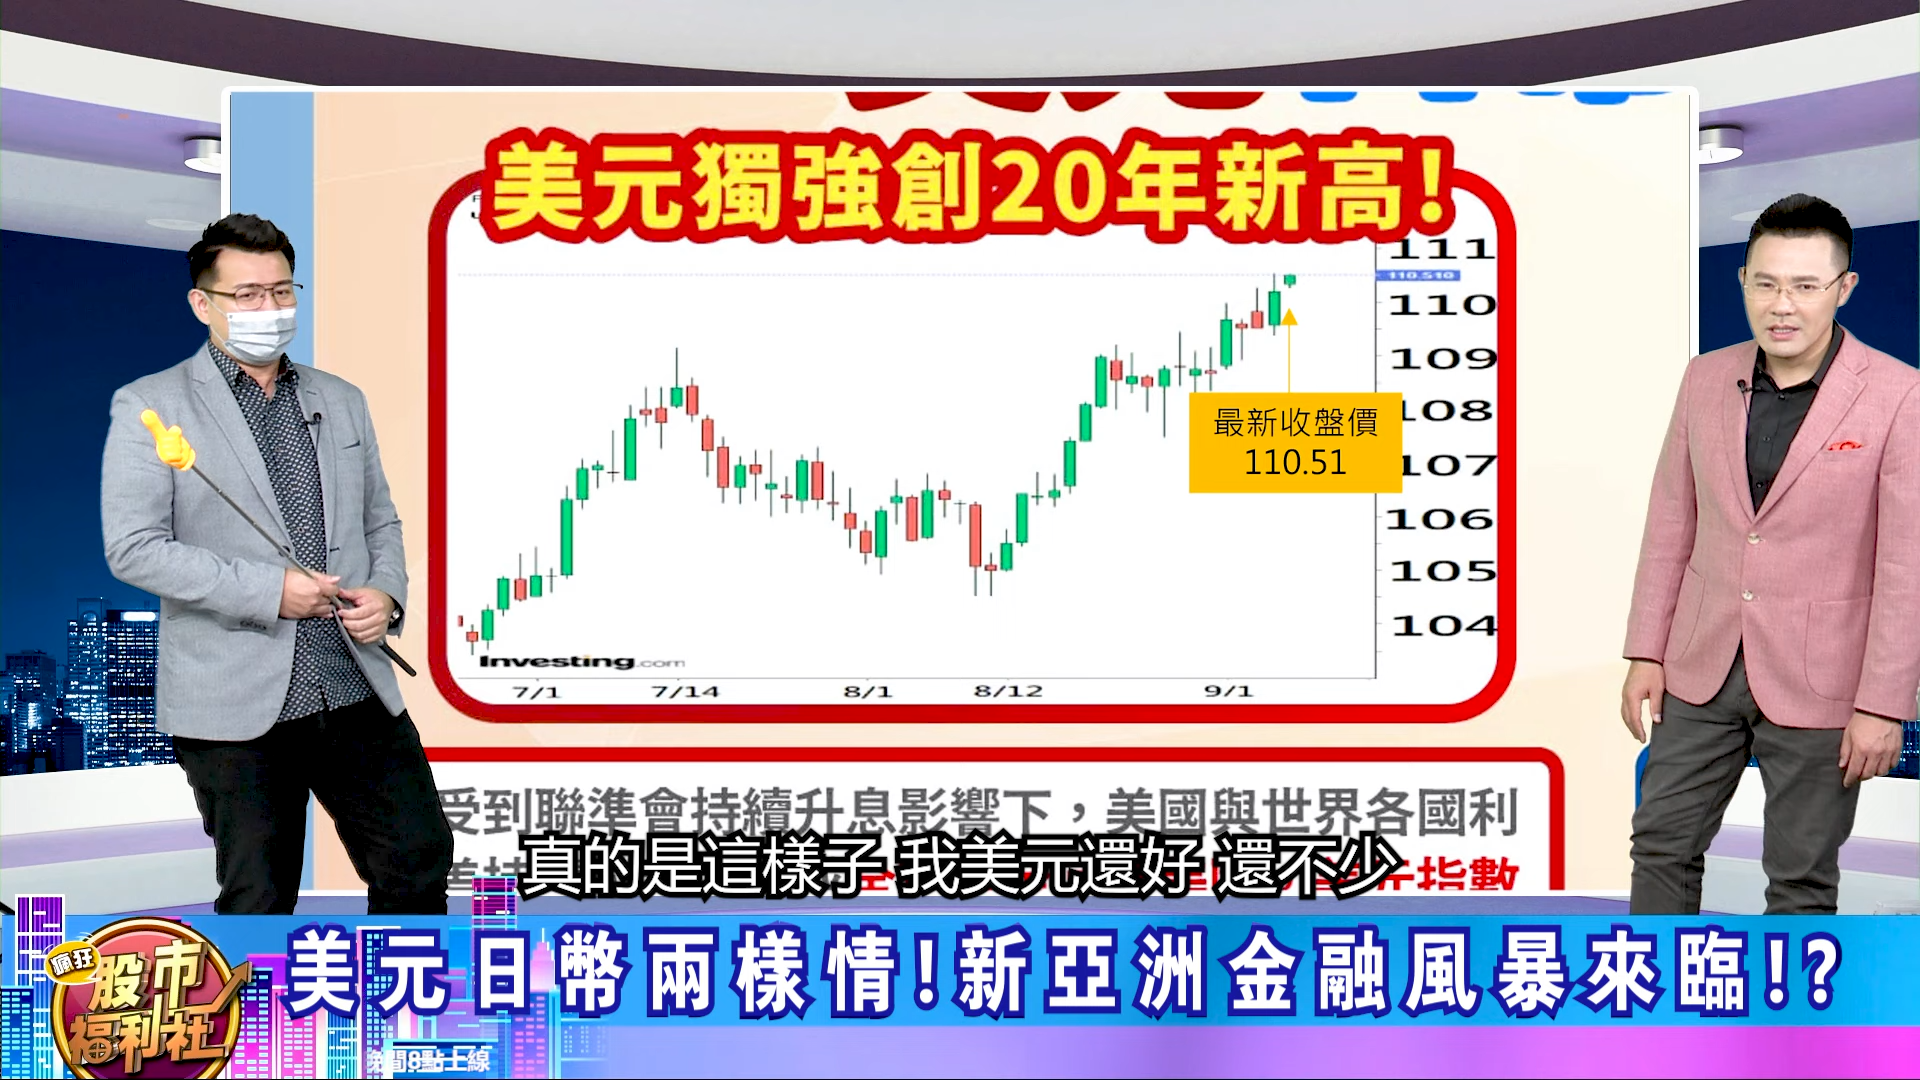 美元獨強創20年新高!
111
110.510
110
109
108
107
106
105
104
最新收盤價
110.51
Investing.com
7/1
7/14
8/1
8/12
9/1
受到聯準會持續升息影響下，美國與世界各國利
元指數
真的是這樣子 我美元還好 還不少
美元日幣兩樣情!新亞洲金融風暴來臨!?
瘋狂
股市
福利社
8點上線